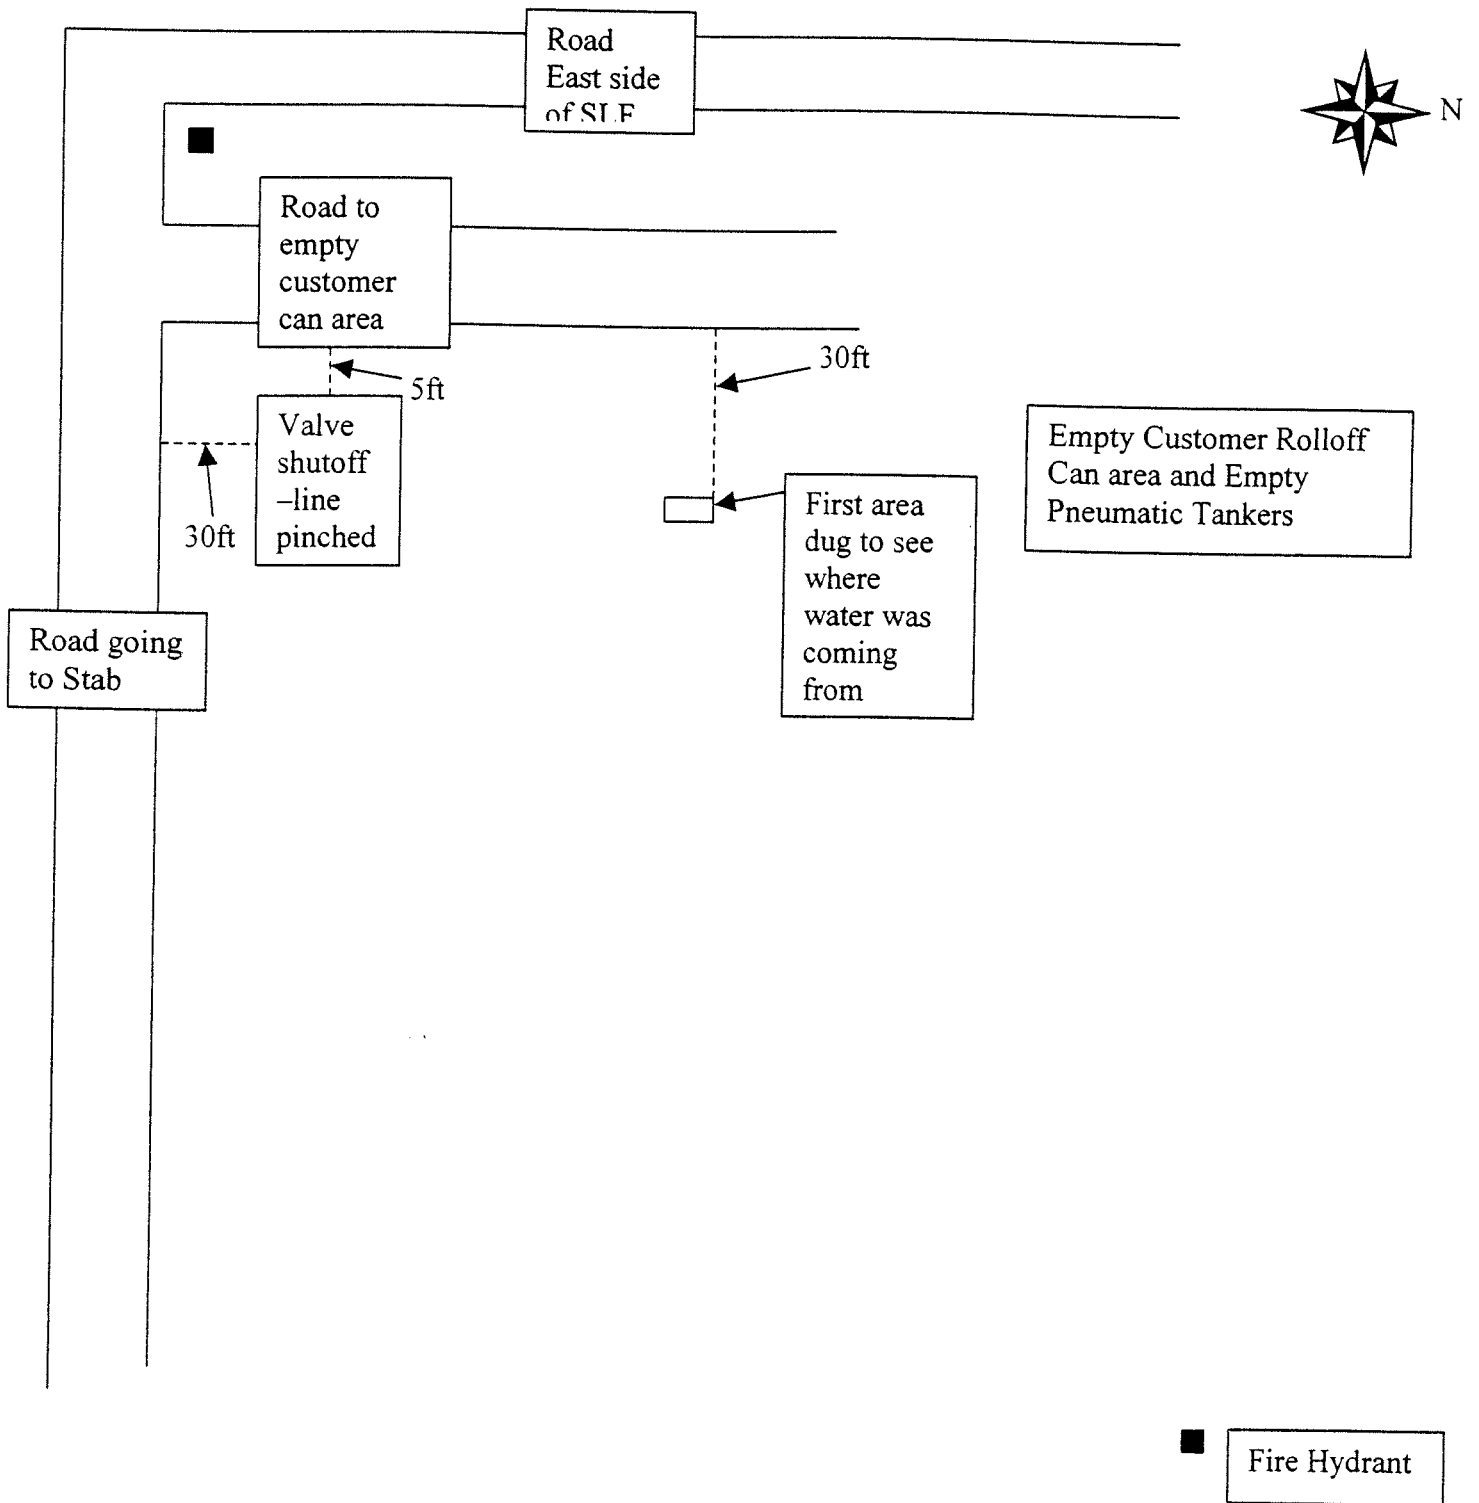 Road
East side
of SLF
N
Road to
empty
customer
can area
5ft
30ft
Valve
shutoff
–line
pinched
30ft
Empty Customer Rolloff
Can area and Empty
Pneumatic Tankers
First area
dug to see
where
water was
coming
from
Road going
to Stab
Fire Hydrant